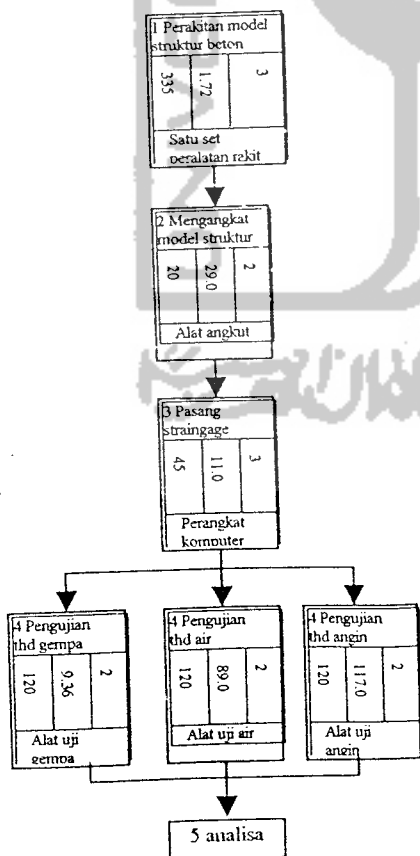 1 Perakitan model
struktur beton
335
1.72
3
Satu set
peralatan rakit
2 Mengangkat
model struktur
20
29.0
2
Alat angkut
3 Pasang
straingage
45
11.0
3
Perangkat
komputer
4 Pengujian
thd gempa
120
9.36
2
Alat uji
gempa
4 Pengujian
thd air
120
89.0
2
Alat uji air
4 Pengujian
thd angin
120
117.0
2
Alat uji
angin
5 analisa